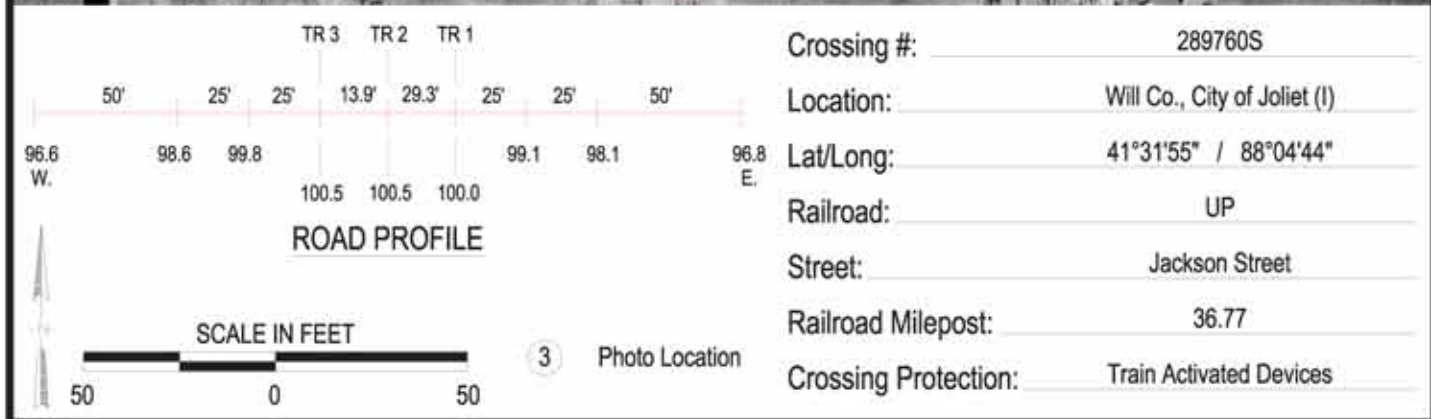 TR 3 TR 2 TR 1
50' 25' 25' 13.9' 29.3' 25' 25' 50'
96.6 98.6 99.8 99.1 98.1 96.8
W. E.
100.5 100.5 100.0
ROAD PROFILE
SCALE IN FEET
50 0 50
3 Photo Location
Crossing #: 289760S
Location: Will Co., City of Joliet (I)
Lat/Long: 41°31'55" / 88°04'44"
Railroad: UP
Street: Jackson Street
Railroad Milepost: 36.77
Crossing Protection: Train Activated Devices